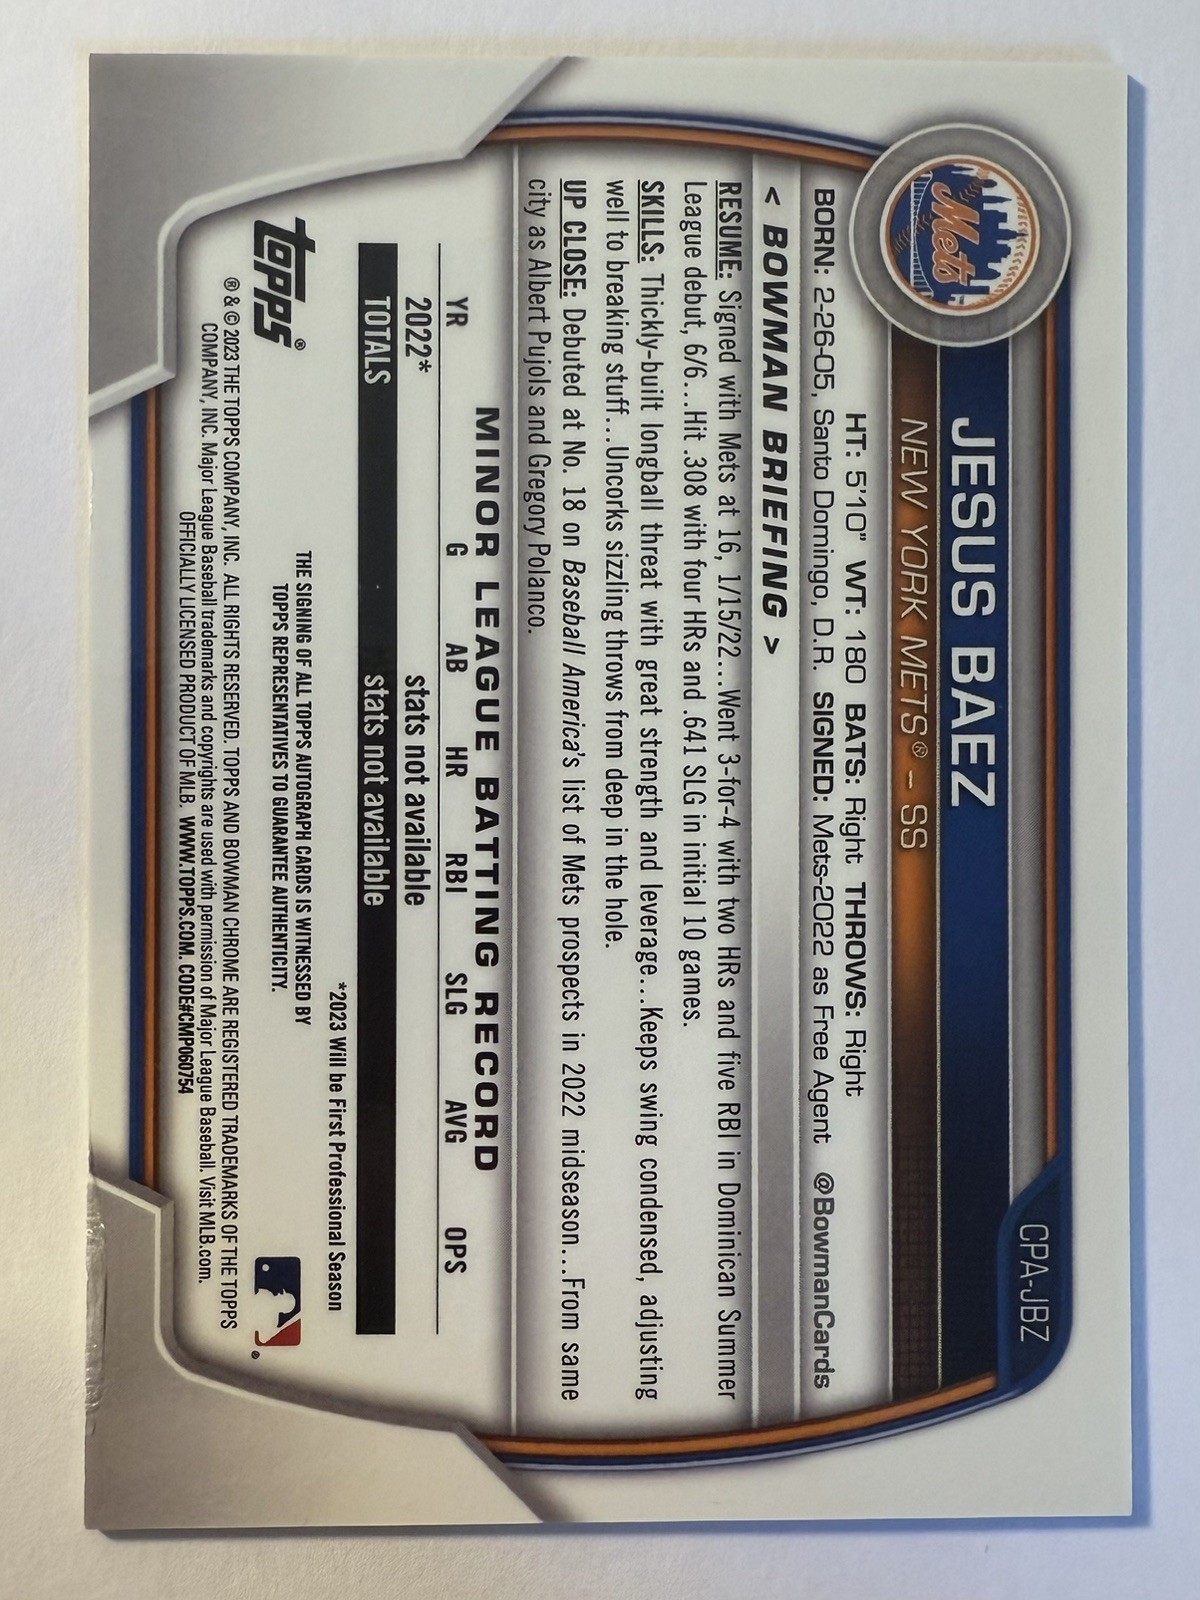 CPA-JBZ
Mets
JESUS BAEZ
NEW YORK METS® – SS
HT: 5'10" WT: 180 BATS: Right THROWS: Right
BORN: 2-26-05, Santo Domingo, D.R. SIGNED: Mets-2022 as Free Agent @BowmanCards
< BOWMAN BRIEFING >
RESUME: Signed with Mets at 16, 1/15/22...Went 3-for-4 with two HRs and five RBI in Dominican Summer
League debut, 6/6...Hit .308 with four HRs and .641 SLG in initial 10 games.
SKILLS: Thickly-built longball threat with great strength and leverage...Keeps swing condensed, adjusting
well to breaking stuff...Uncorks sizzling throws from deep in the hole.
UP CLOSE: Debuted at No. 18 on Baseball America's list of Mets prospects in 2022 midseason...From same
city as Albert Pujols and Gregory Polanco.
MINOR LEAGUE BATTING RECORD
YR G AB HR RBI SLG AVG OPS
2022* stats not available
TOTALS stats not available
*2023 Will be First Professional Season
THE SIGNING OF ALL TOPPS AUTOGRAPH CARDS IS WITNESSED BY
TOPPS REPRESENTATIVES TO GUARANTEE AUTHENTICITY.
topps®
® & © 2023 THE TOPPS COMPANY, INC. ALL RIGHTS RESERVED. TOPPS AND BOWMAN CHROME ARE REGISTERED TRADEMARKS OF THE TOPPS
COMPANY, INC. Major League Baseball trademarks and copyrights are used with permission of Major League Baseball. Visit MLB.com.
OFFICIALLY LICENSED PRODUCT OF MLB. WWW.TOPPS.COM. CODE#CMP060754